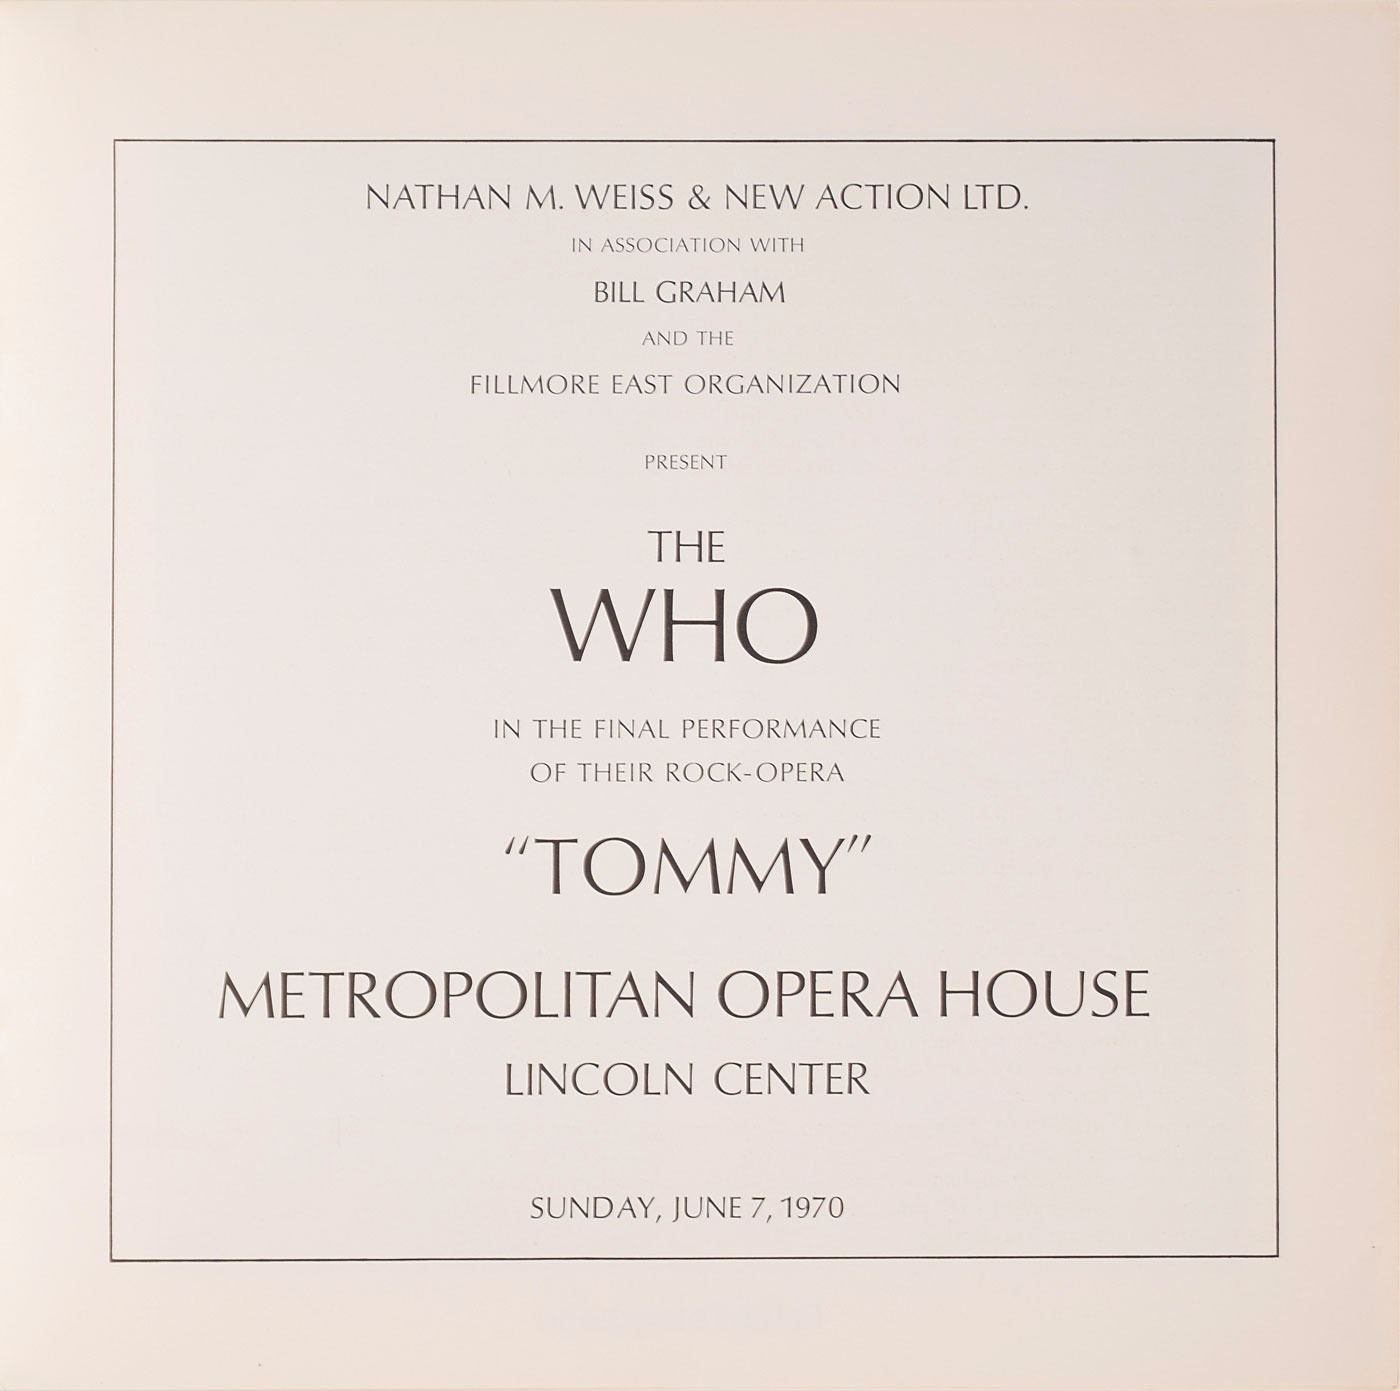 NATHAN M. WEISS & NEW ACTION LTD.
IN ASSOCIATION WITH
BILL GRAHAM
AND THE
FILLMORE EAST ORGANIZATION
PRESENT
THE
WHO
IN THE FINAL PERFORMANCE
OF THEIR ROCK-OPERA
“TOMMY”
METROPOLITAN OPERA HOUSE
LINCOLN CENTER
SUNDAY, JUNE 7, 1970